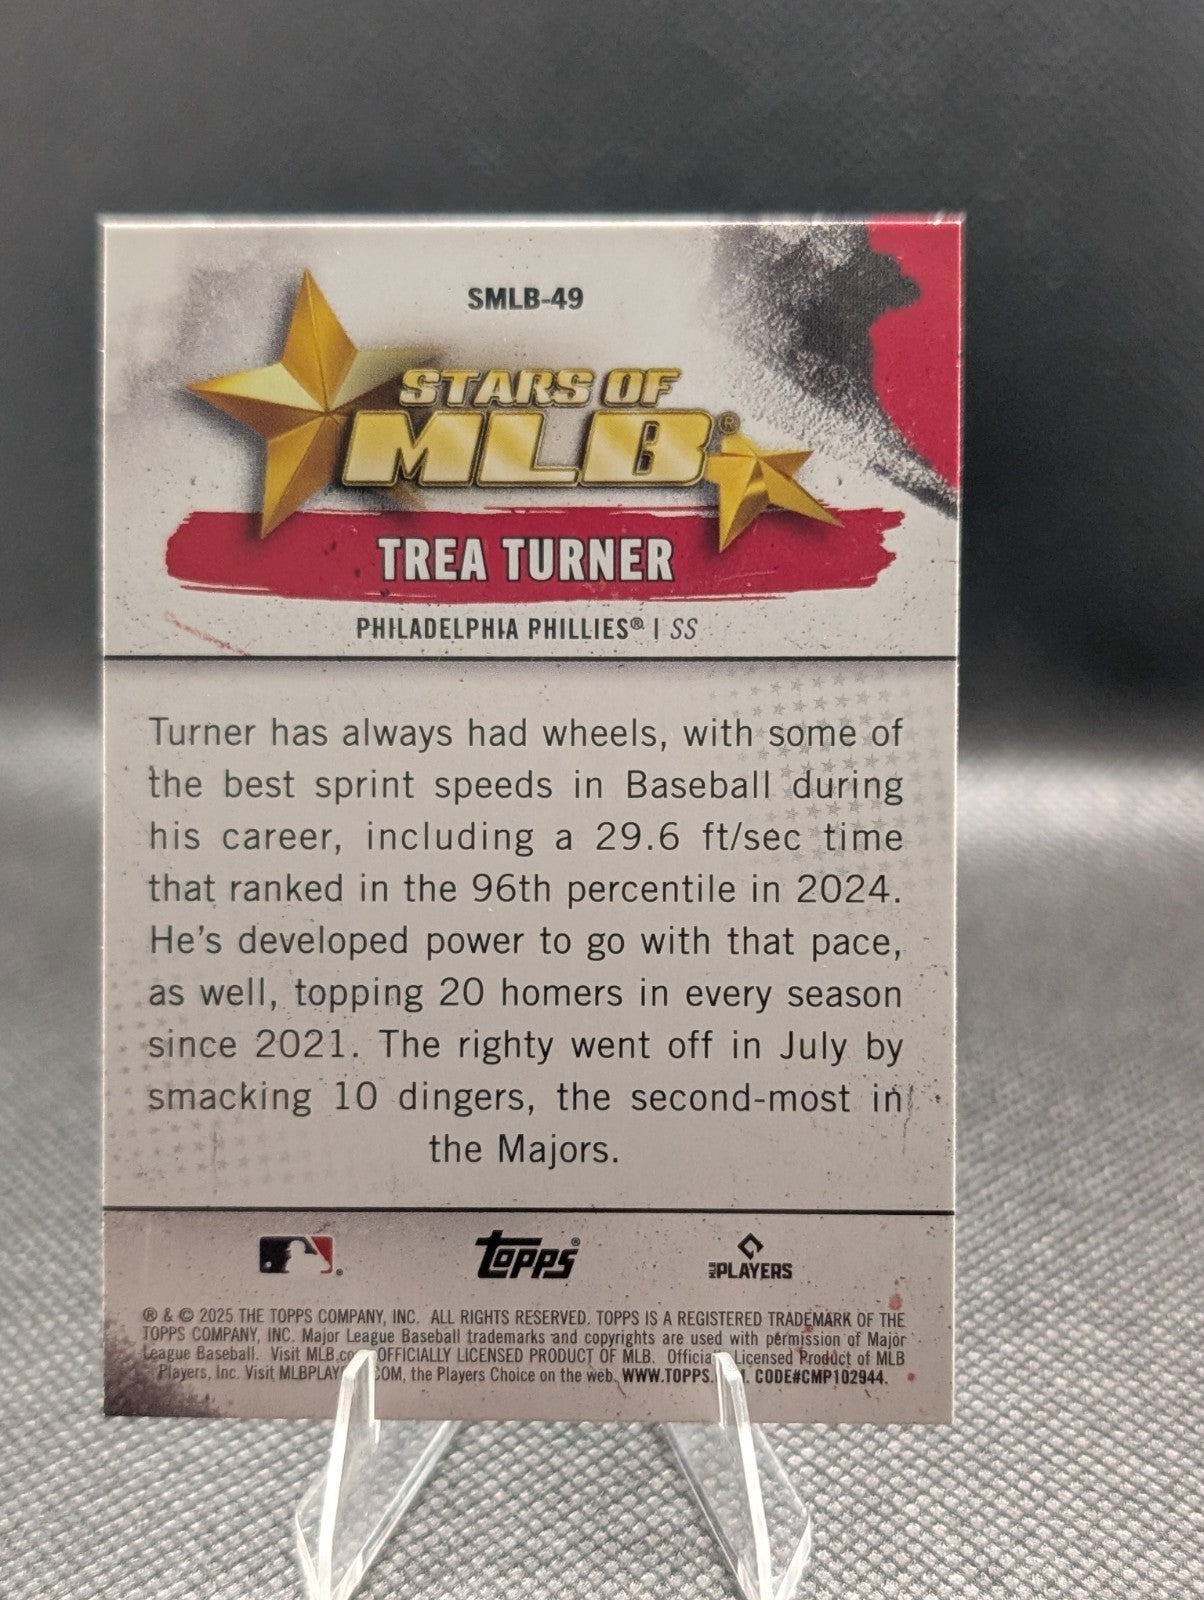 SMLB-49
STARS OF
MLB®
TREA TURNER
PHILADELPHIA PHILLIES® | SS
Turner has always had wheels, with some of
the best sprint speeds in Baseball during
his career, including a 29.6 ft/sec time
that ranked in the 96th percentile in 2024.
He's developed power to go with that pace,
as well, topping 20 homers in every season
since 2021. The righty went off in July by
smacking 10 dingers, the second-most in
the Majors.
topps®
MLB PLAYERS
® & © 2025 THE TOPPS COMPANY, INC. ALL RIGHTS RESERVED. TOPPS IS A REGISTERED TRADEMARK OF THE
TOPPS COMPANY, INC. Major League Baseball trademarks and copyrights are used with permission of Major
League Baseball. Visit OFFICIALLY LICENSED PRODUCT OF MLB. Licensed Product of MLB
Players, Inc. Visit the Players Choice on the web. CODE#CMP102944.